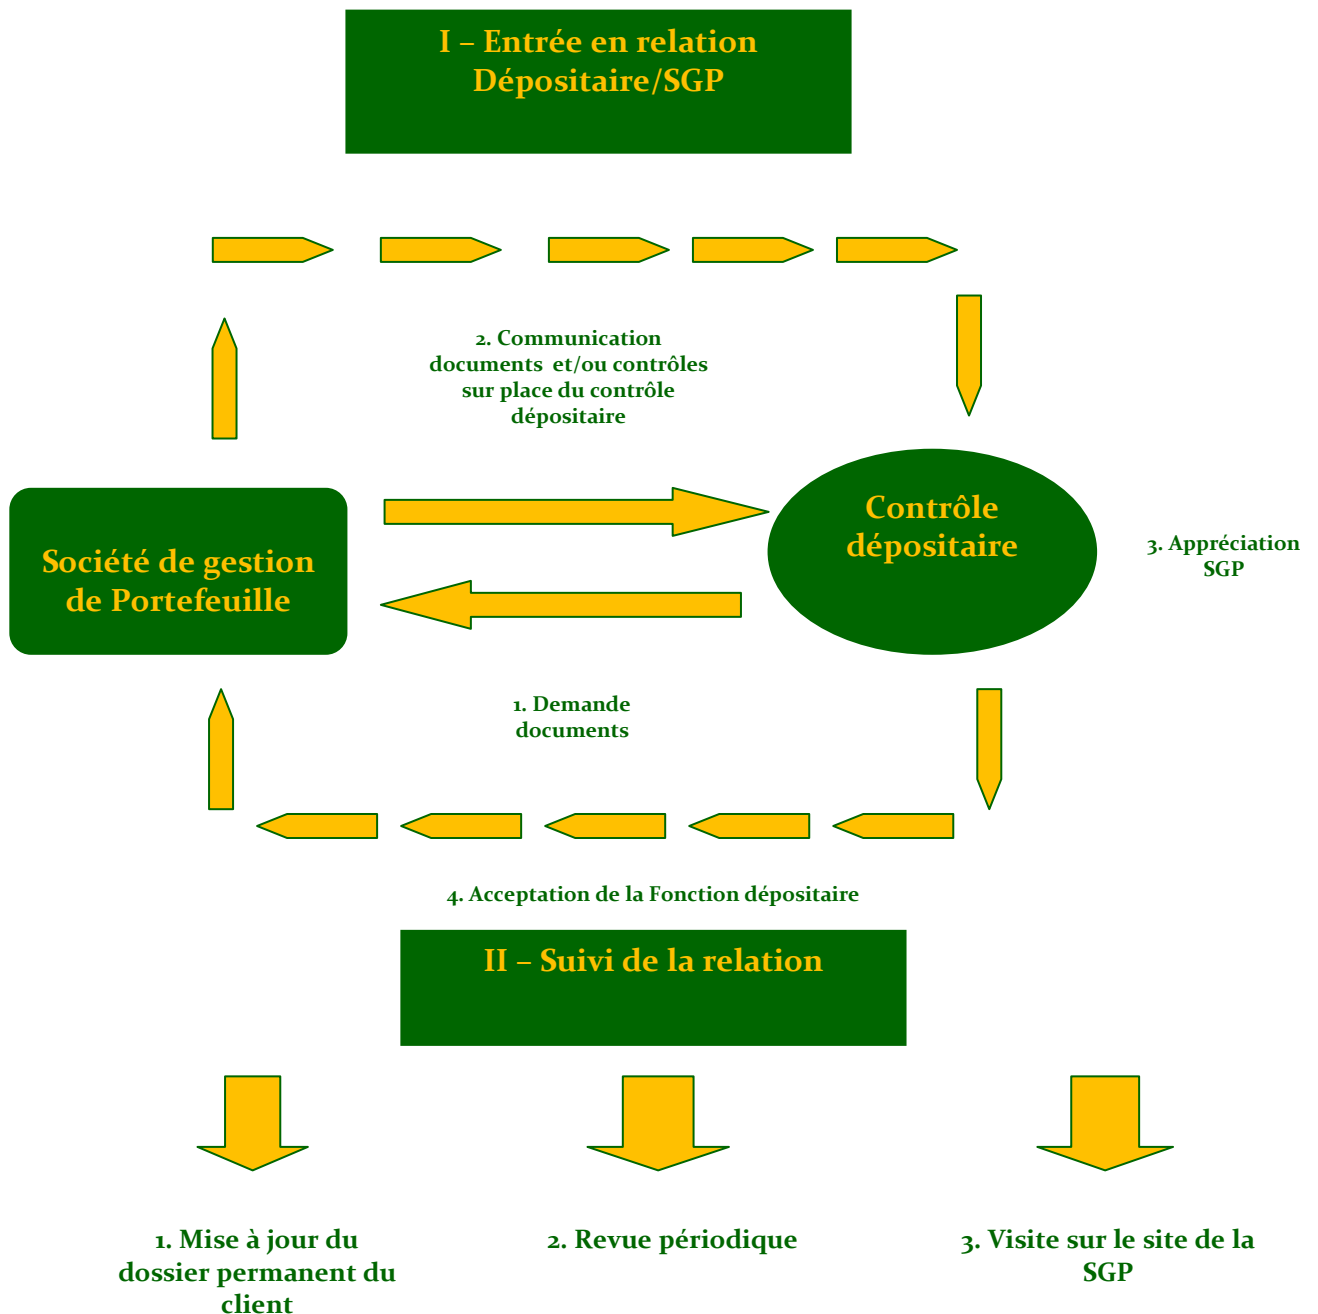 I – Entrée en relation
Dépositaire/SGP
2. Communication
documents et/ou contrôles
sur place du contrôle
dépositaire
Société de gestion
de Portefeuille
Contrôle
dépositaire
3. Appréciation
SGP
1. Demande
documents
4. Acceptation de la Fonction dépositaire
II – Suivi de la relation
1. Mise à jour du
dossier permanent du
client
2. Revue périodique
3. Visite sur le site de la
SGP